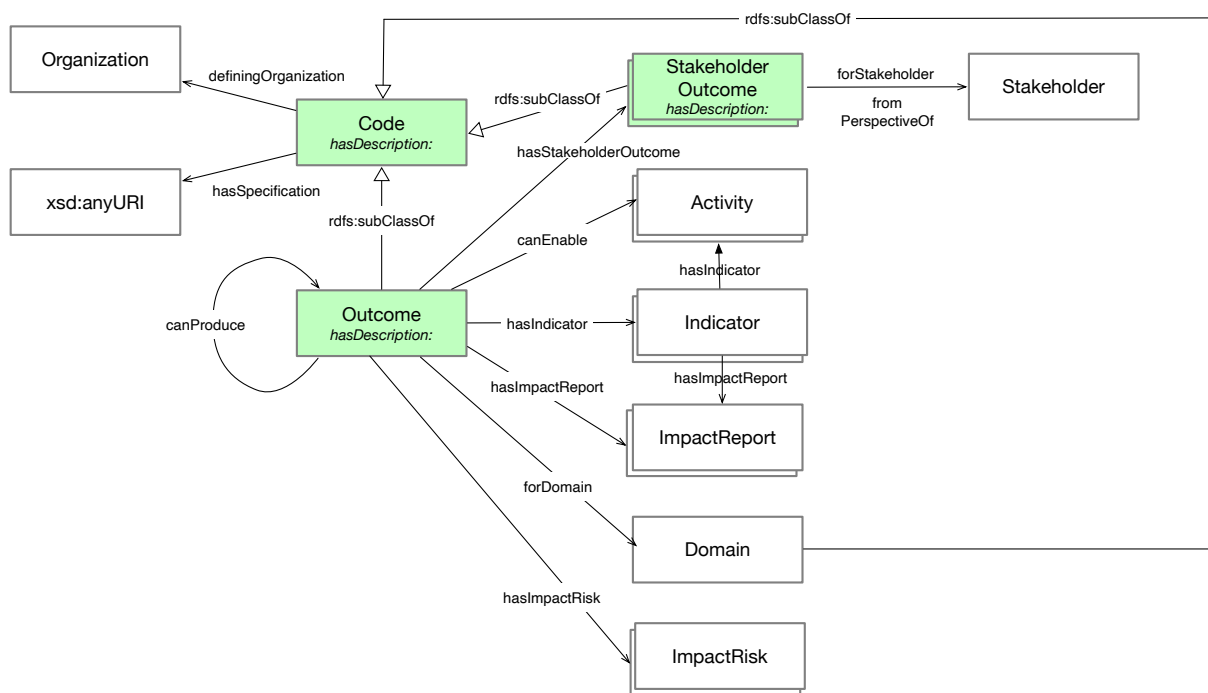 rdfs:subClassOf
Organization
definingOrganization
Stakeholder
Outcome
hasDescription:
forStakeholder
from
PerspectiveOf
Stakeholder
rdfs:subClassOf
Code
hasDescription:
hasStakeholderOutcome
xsd:anyURI
hasSpecification
Activity
rdfs:subClassOf
canEnable
hasIndicator
Outcome
hasDescription:
canProduce
hasIndicator
Indicator
hasImpactReport
hasImpactReport
ImpactReport
forDomain
Domain
hasImpactRisk
ImpactRisk